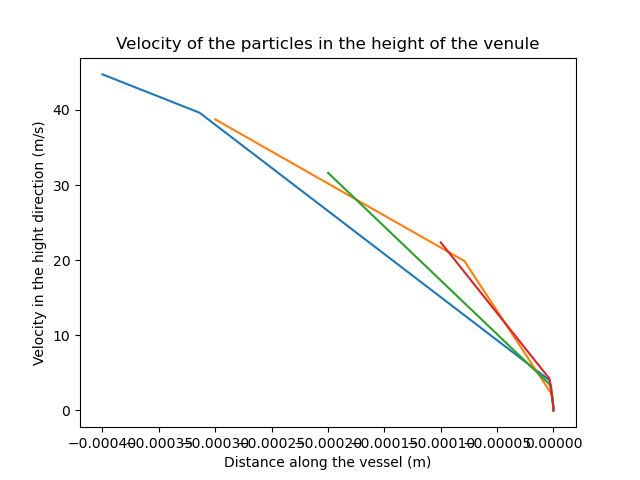 Velocity of the particles in the height of the venule
Velocity in the hight direction (m/s)
40
30
20
10
0
−0.00040 −0.00035 −0.00030 −0.00025 −0.00020 −0.00015 −0.00010 −0.00005 0.00000
Distance along the vessel (m)